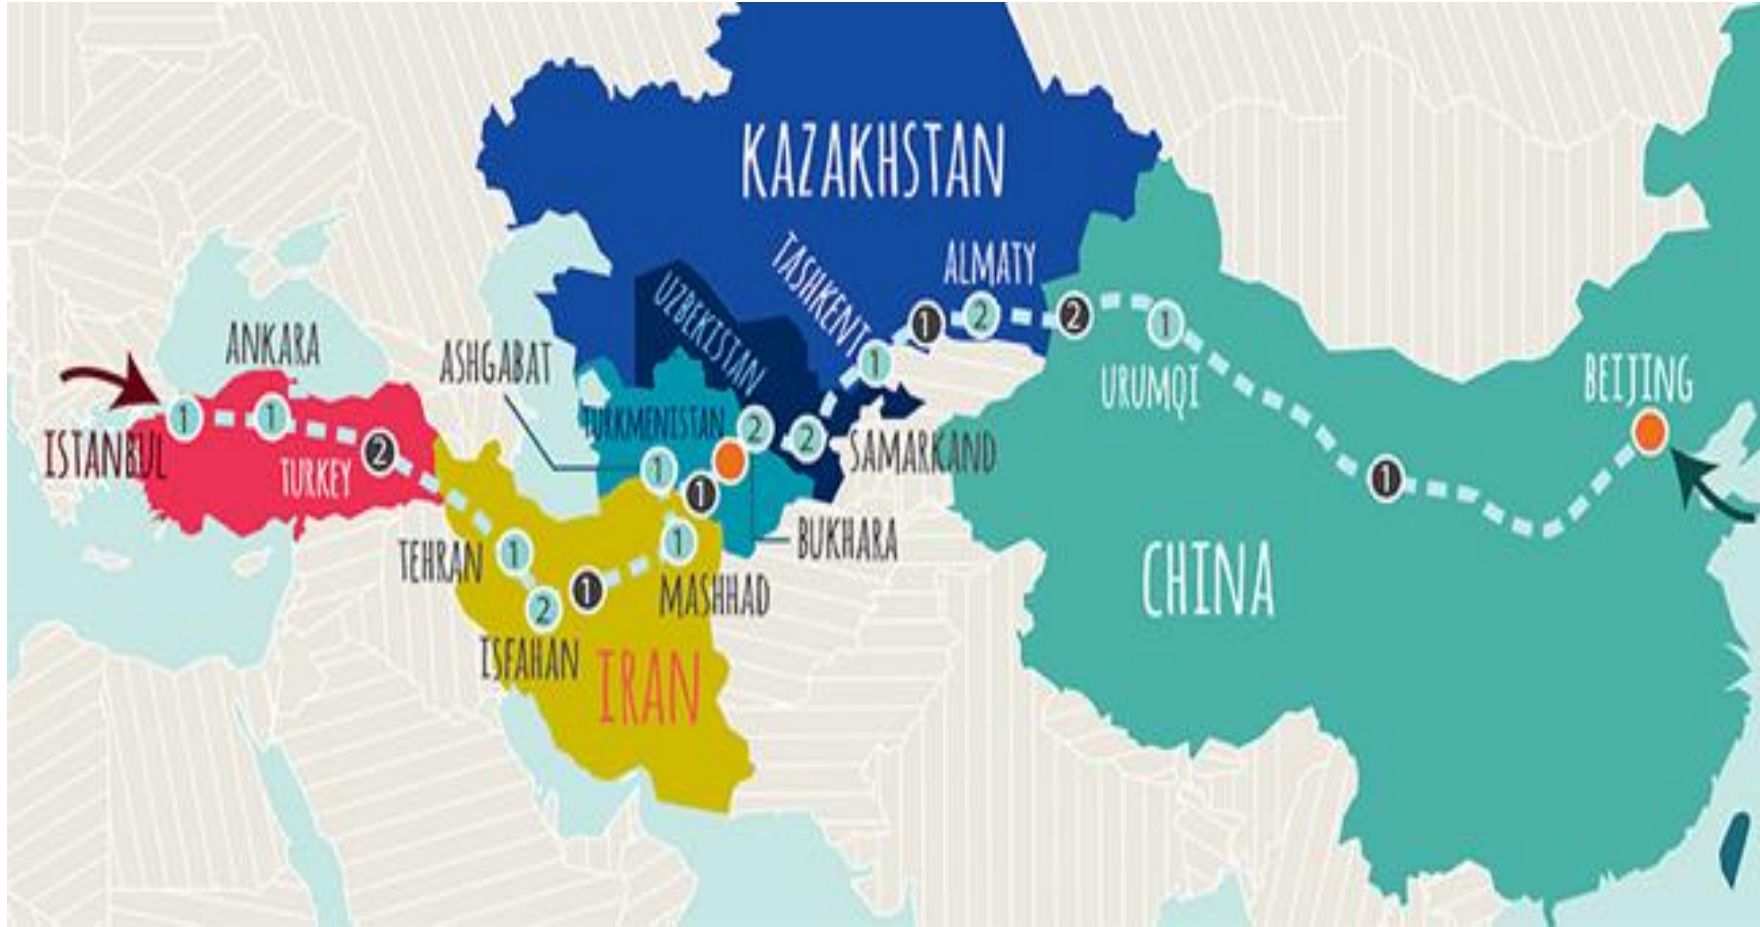 KAZAKHSTAN
TASHKENT
ALMATY
UZBEKISTAN
ANKARA
ASHGABAT
1
2
2
1
1
BEIJING
URUMQI
1
1
1
TURKMENISTAN
2
2
ISTANBUL
TURKEY
2
SAMARKAND
1
1
1
TEHRAN
1
1
BUKHARA
CHINA
MASHHAD
1
2
ISFAHAN
IRAN